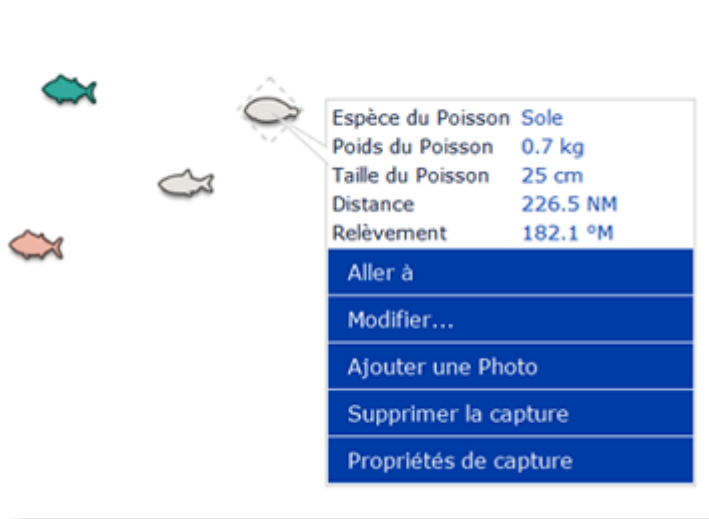 Espèce du Poisson Sole
Poids du Poisson 0.7 kg
Taille du Poisson 25 cm
Distance 226.5 NM
Relèvement 182.1 °M
Aller à
Modifier...
Ajouter une Photo
Supprimer la capture
Propriétés de capture